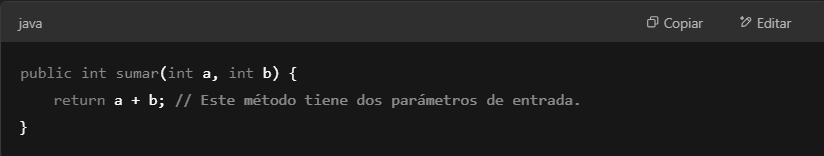 java
Copiar
Editar
public int sumar(int a, int b) {
    return a + b; // Este método tiene dos parámetros de entrada.
}